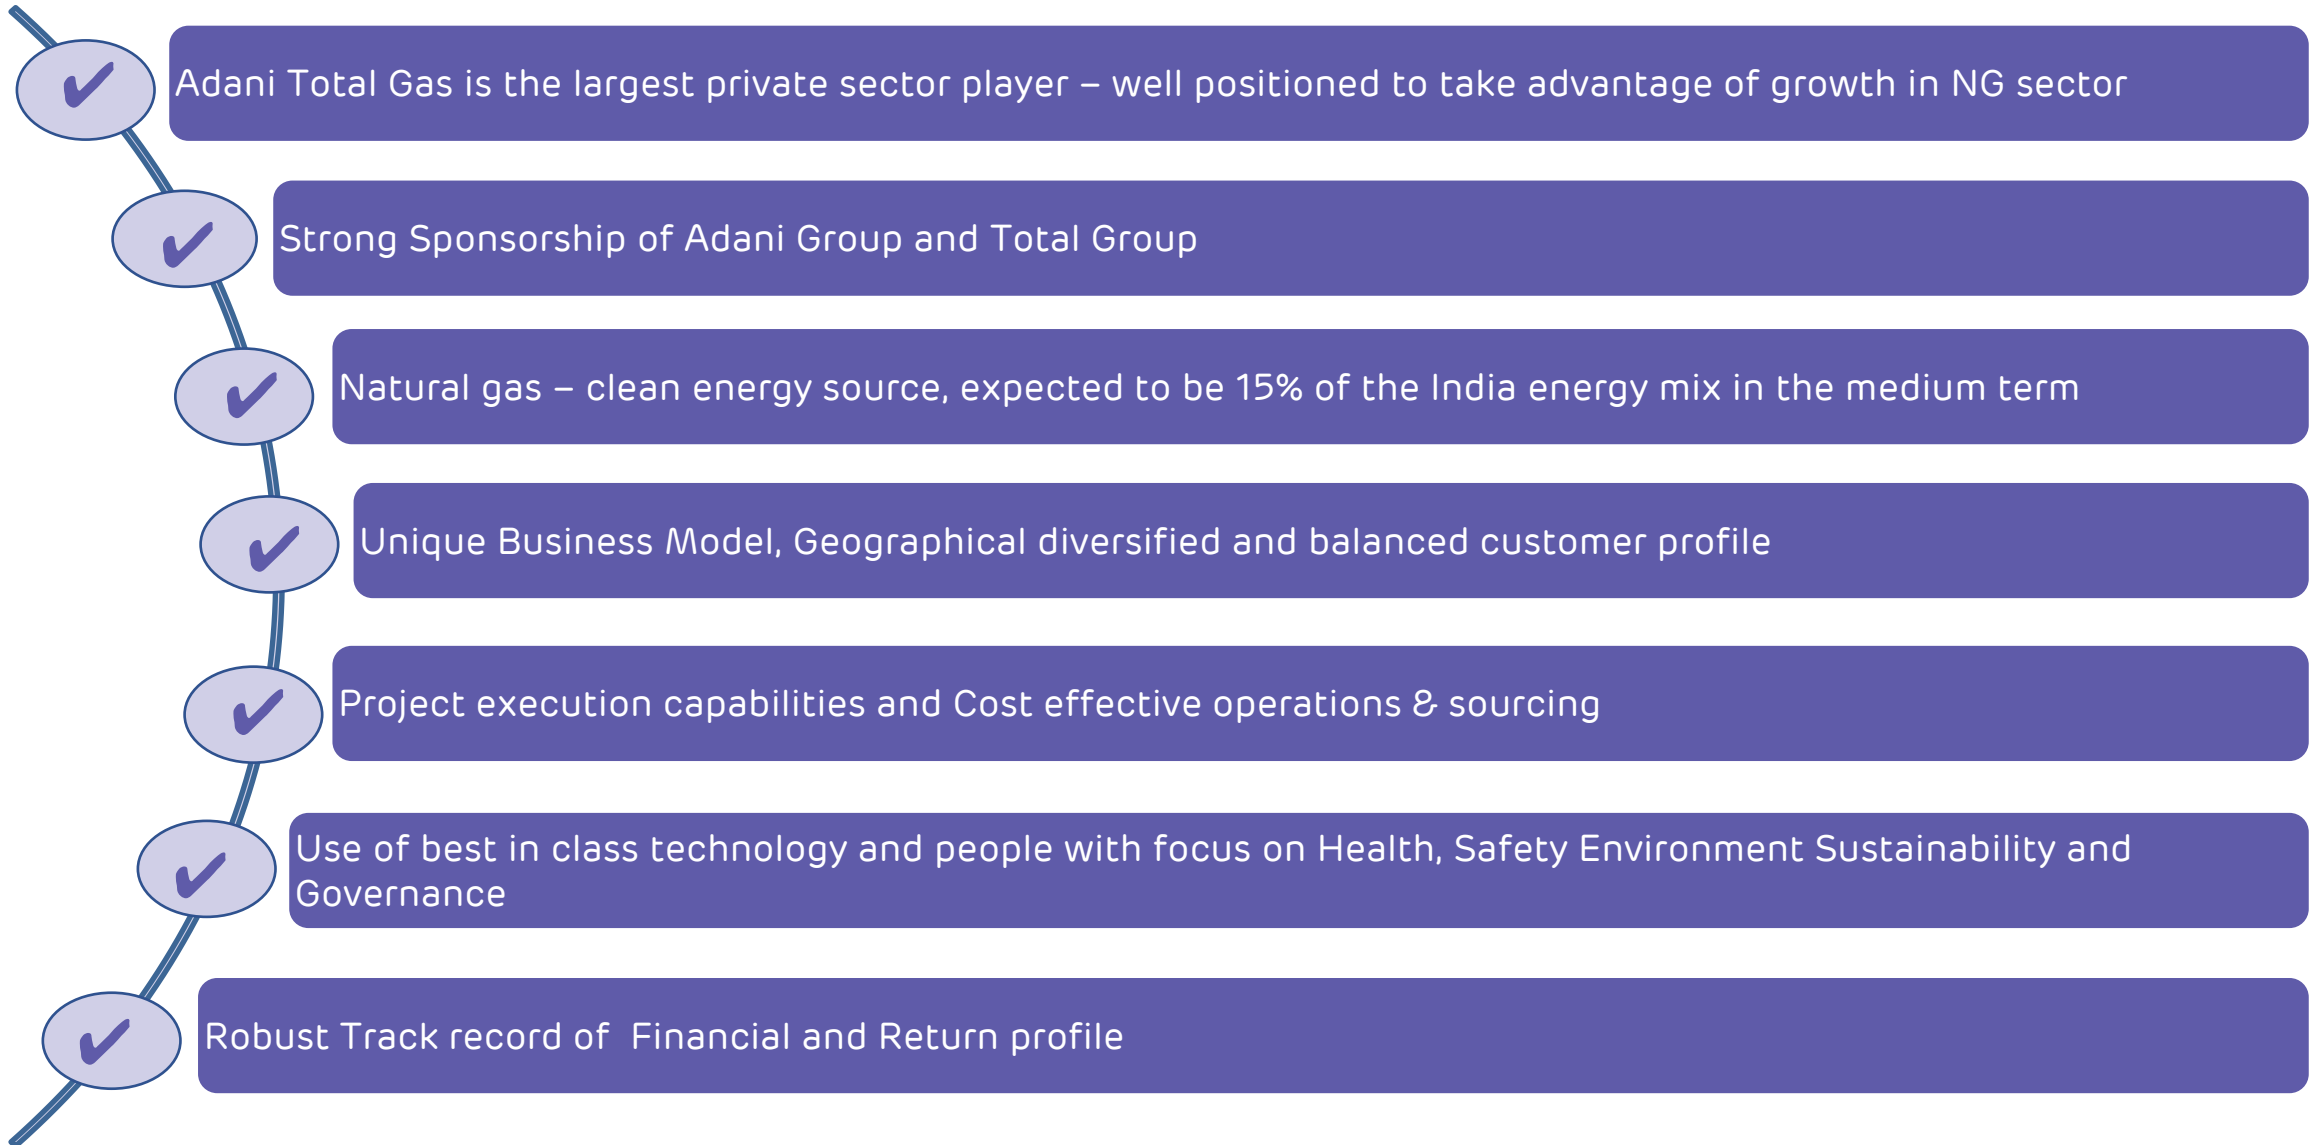 Adani Total Gas is the largest private sector player – well positioned to take advantage of growth in NG sector
Strong Sponsorship of Adani Group and Total Group
Natural gas – clean energy source, expected to be 15% of the India energy mix in the medium term
Unique Business Model, Geographical diversified and balanced customer profile
Project execution capabilities and Cost effective operations & sourcing
Use of best in class technology and people with focus on Health, Safety Environment Sustainability and
Governance
Robust Track record of  Financial and Return profile